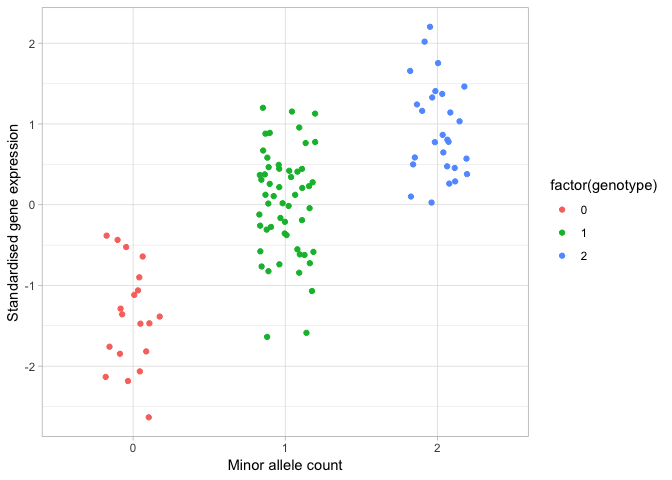 2
1
0
-1
-2
Standardised gene expression
0 1 2
Minor allele count
factor(genotype)
0
1
2